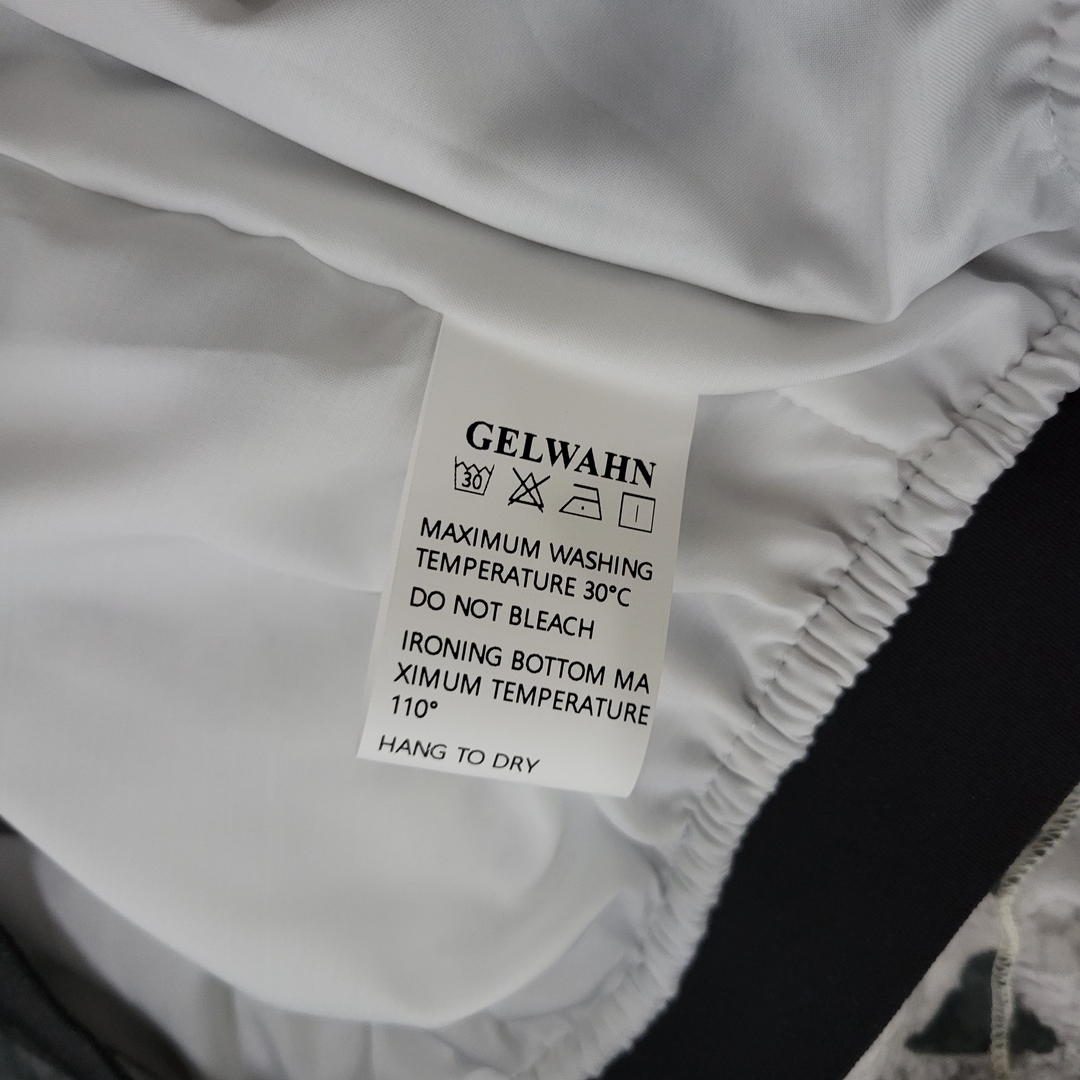 GELWAHN
30
MAXIMUM WASHING
TEMPERATURE 30°C
DO NOT BLEACH
IRONING BOTTOM MA
XIMUM TEMPERATURE
110°
HANG TO DRY